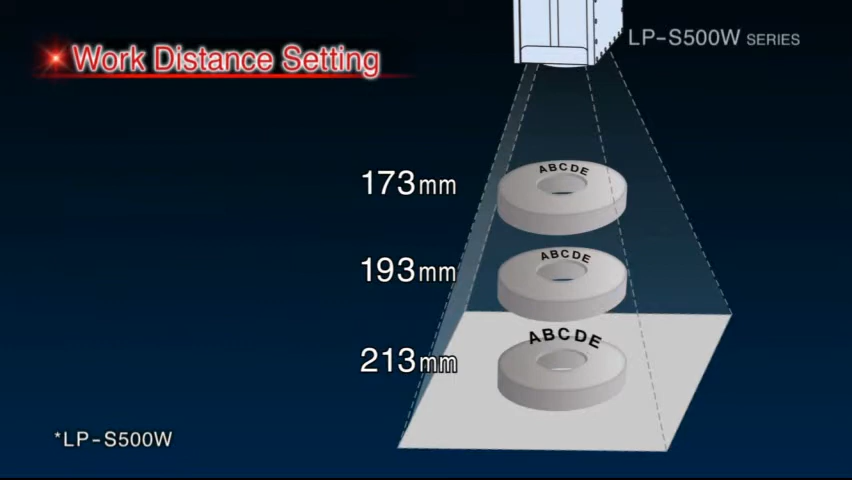 LP-S500W SERIES
Work Distance Setting
ABCDE
173mm
ABCDE
193mm
ABCDE
213mm
*LP-S500W